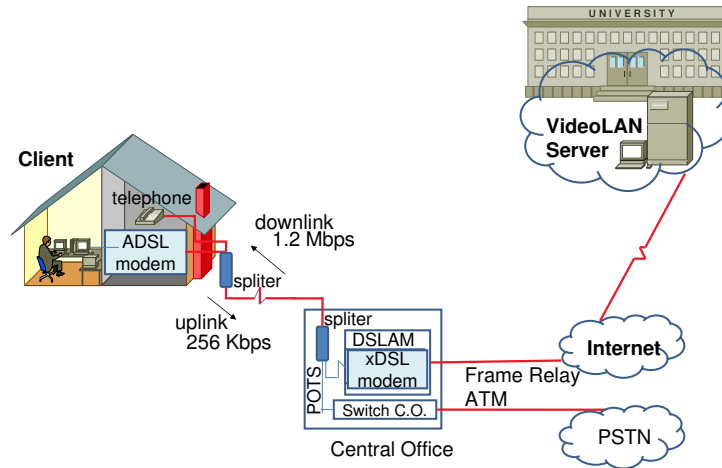 UNIVERSITY
VideoLAN
Server
Client
telephone
ADSL
modem
downlink
1.2 Mbps
spliter
uplink
256 Kbps
spliter
DSLAM
xDSL
modem
POTS
Switch C.O.
Central Office
Internet
Frame Relay
ATM
PSTN